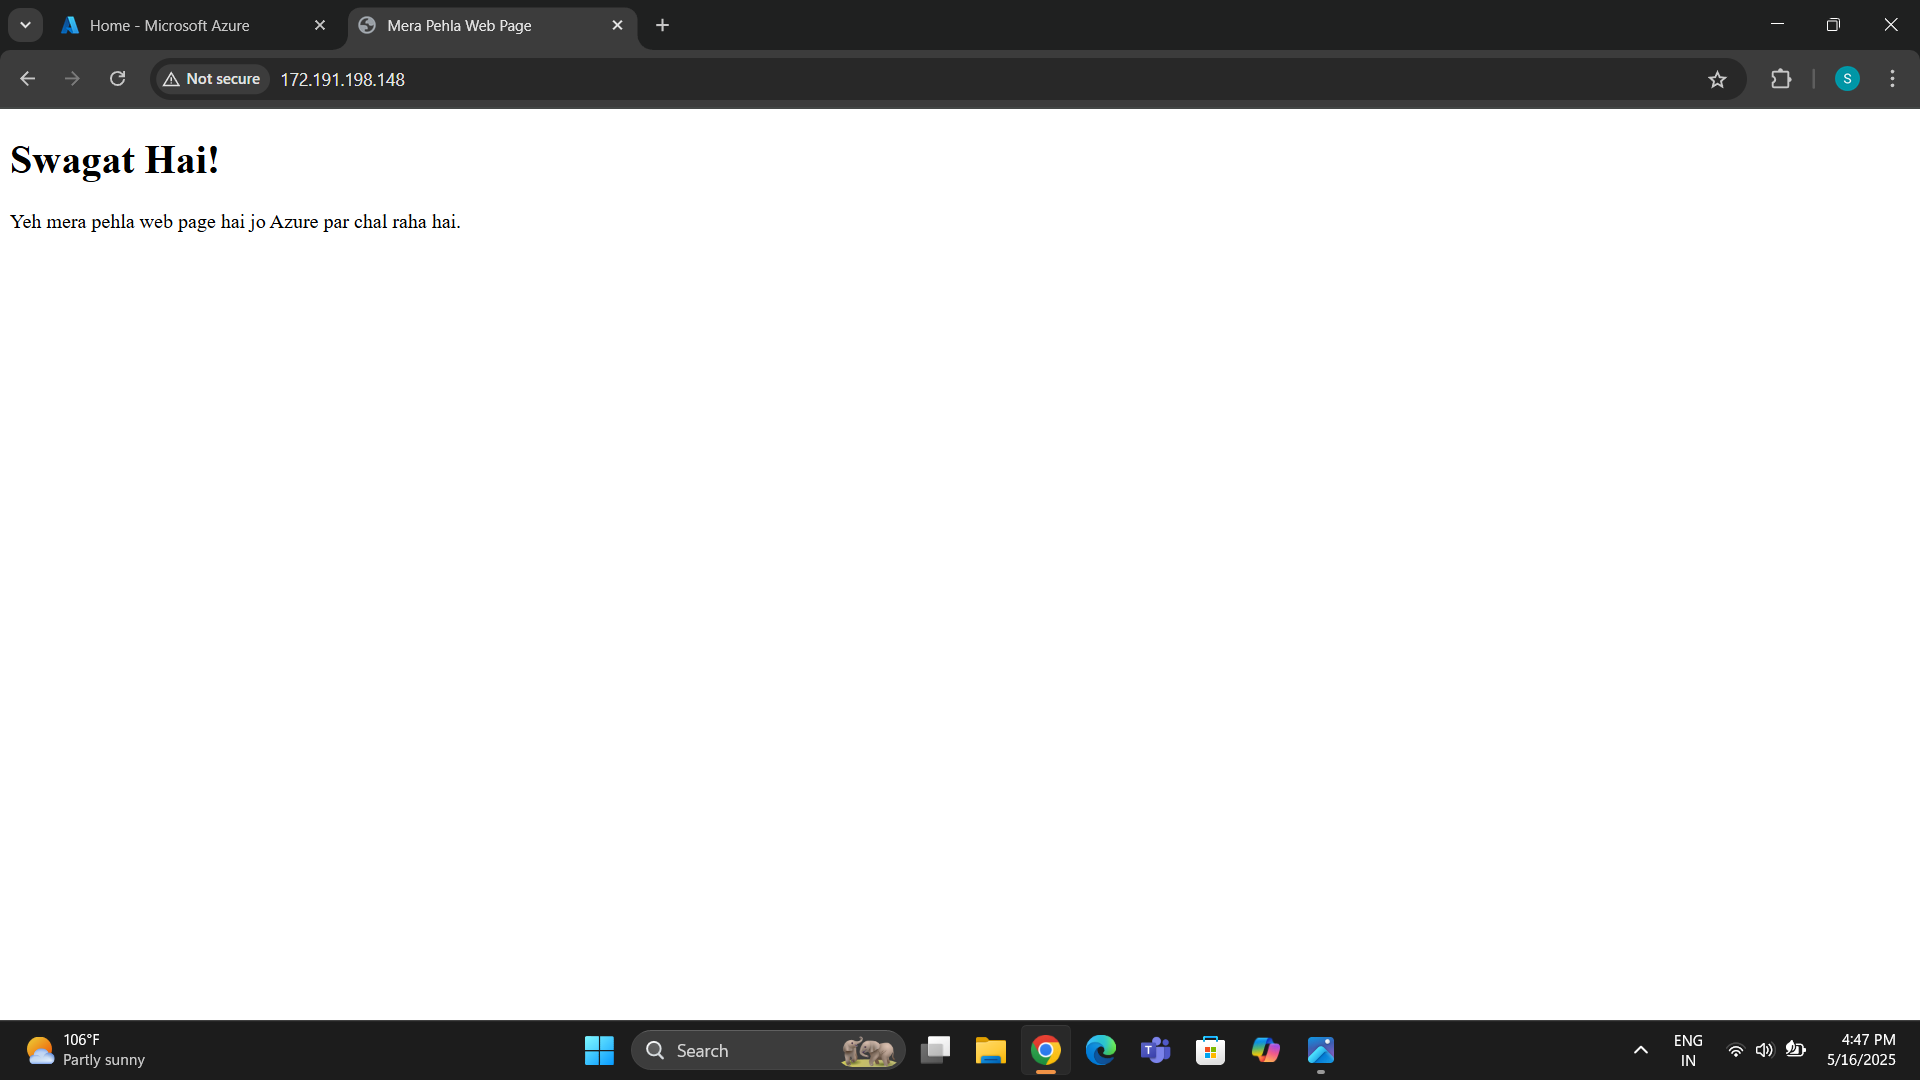 Home - Microsoft Azure
Mera Pehla Web Page
Not secure
172.191.198.148
S
Swagat Hai!
Yeh mera pehla web page hai jo Azure par chal raha hai.
106°F
Partly sunny
Search
ENG
IN
4:47 PM
5/16/2025